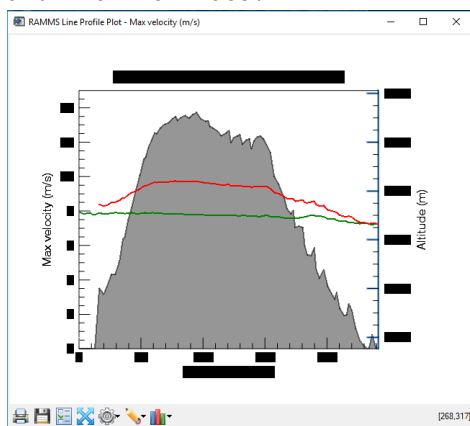 RAMMS Line Profile Plot - Max velocity (m/s)
Max velocity (m/s)
Altitude (m)
[268,317]